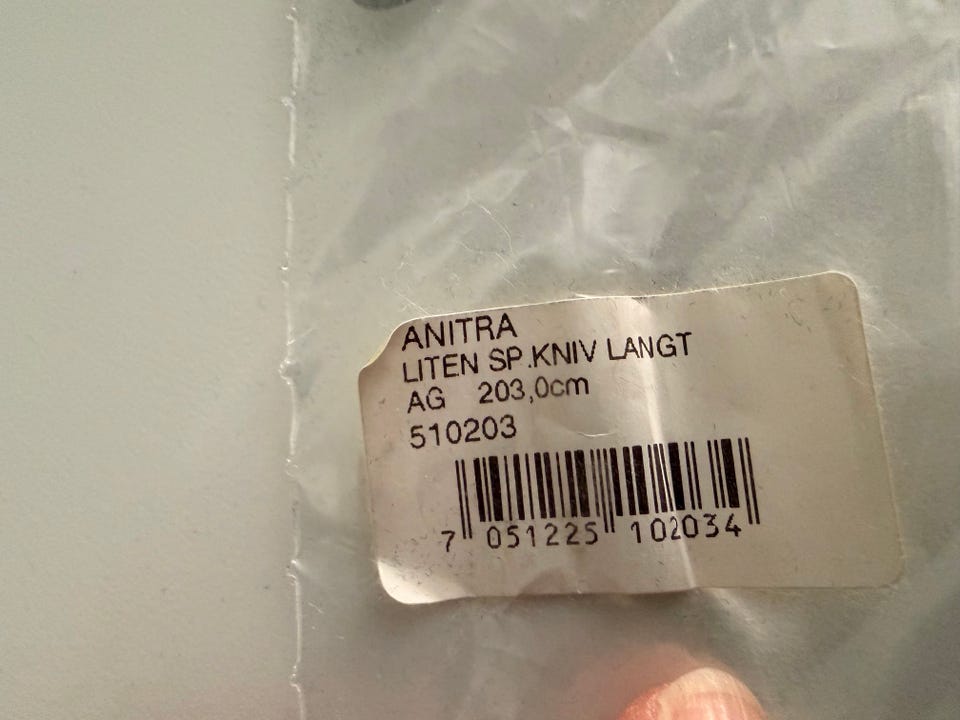 ANITRA
LITEN SP.KNIV LANGT
AG 203,0cm
510203
7 051225 102034